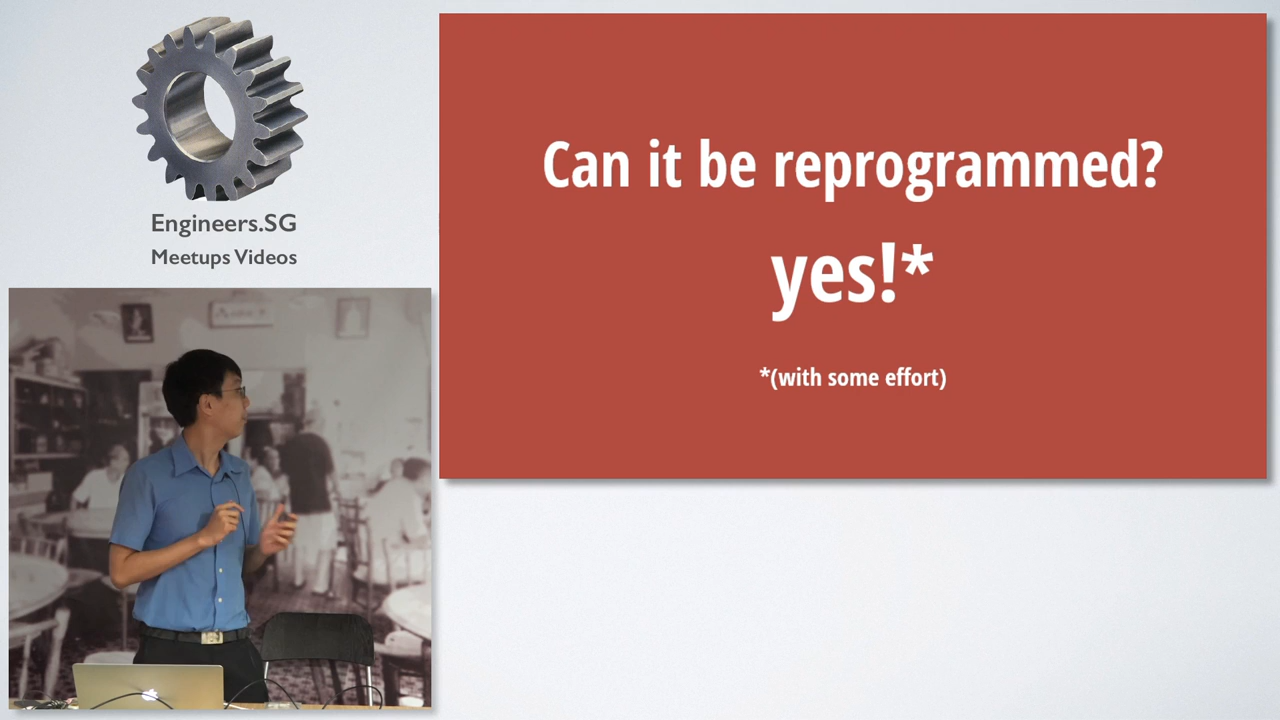 Engineers.SG
Meetups Videos
Can it be reprogrammed?
yes!*
*(with some effort)